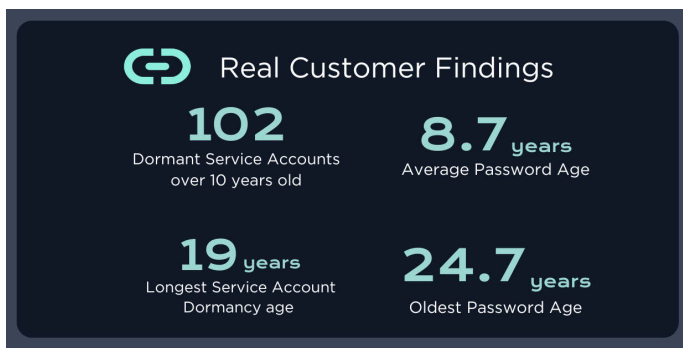 Real Customer Findings
102
Dormant Service Accounts
over 10 years old
8.7 years
Average Password Age
19 years
Longest Service Account
Dormancy age
24.7 years
Oldest Password Age